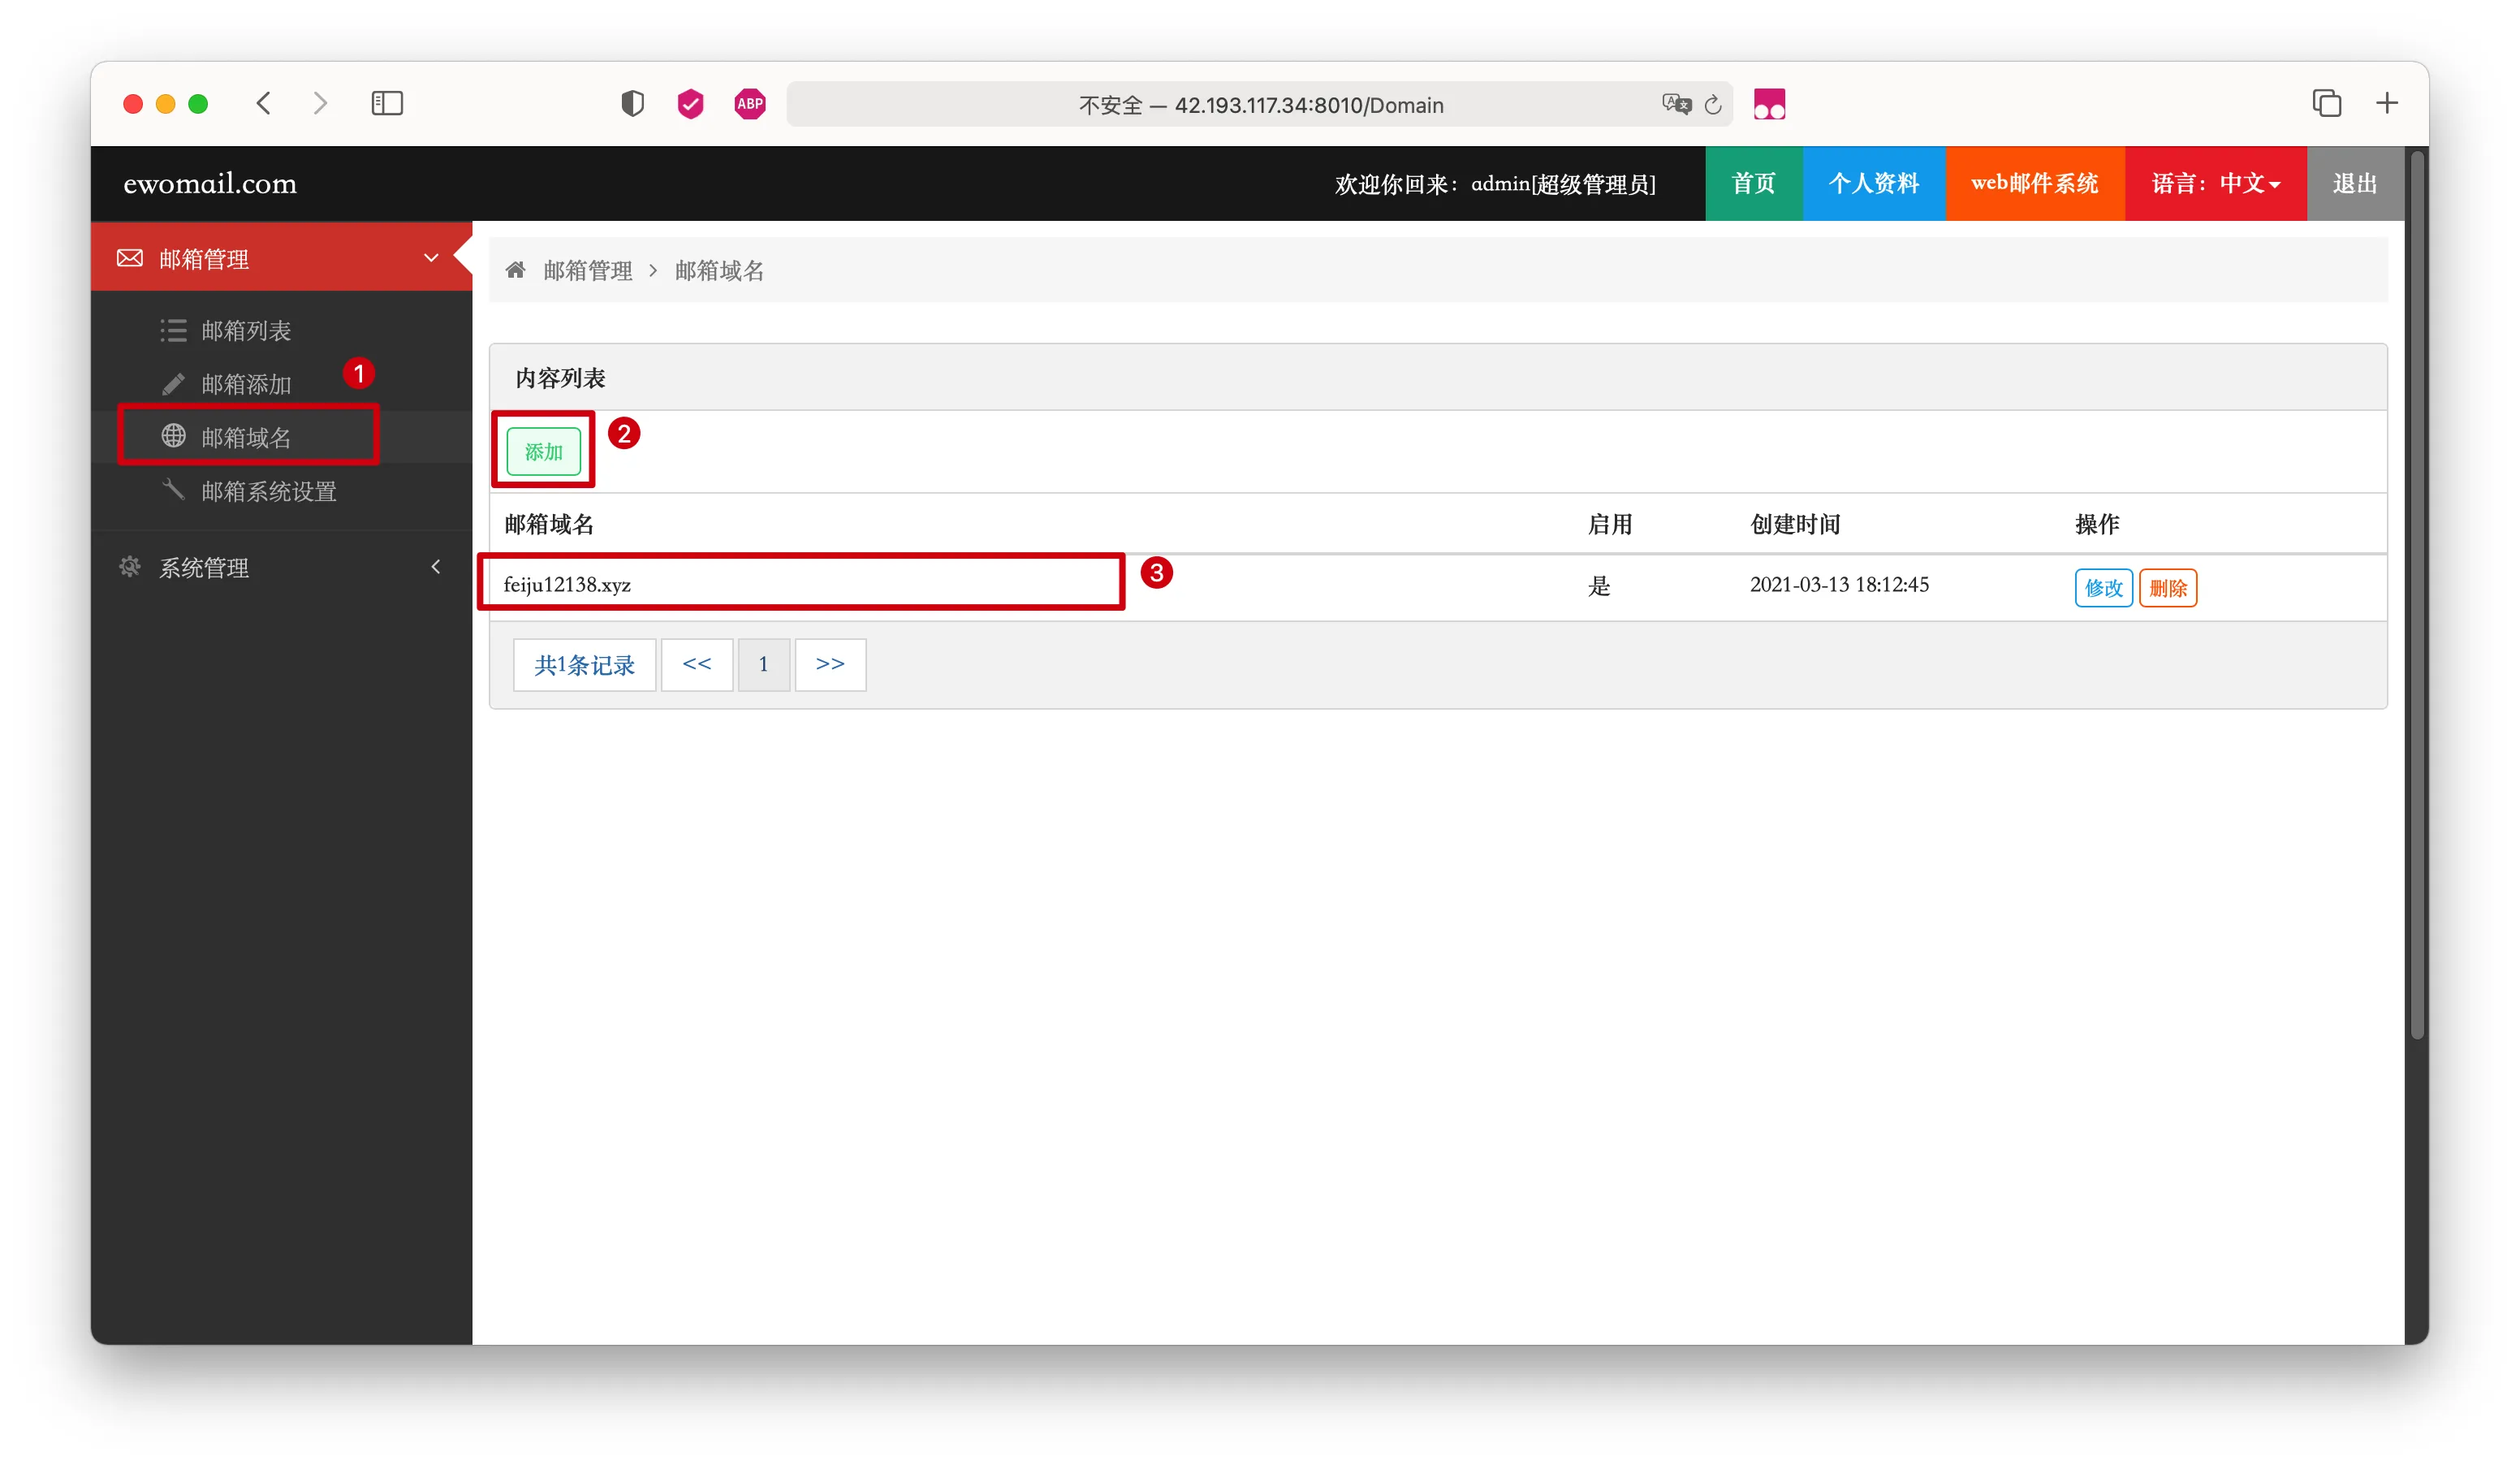 ABP
不安全 — 42.193.117.34:8010/Domain
ewomail.com
欢迎你回来：admin[超级管理员]
首页
个人资料
web邮件系统
语言：中文
退出
邮箱管理
邮箱列表
邮箱添加
1
邮箱域名
邮箱系统设置
系统管理
邮箱管理 > 邮箱域名
内容列表
添加
2
邮箱域名 启用 创建时间 操作
feiju12138.xyz 是 2021-03-13 18:12:45 修改 删除
3
共1条记录 << 1 >>